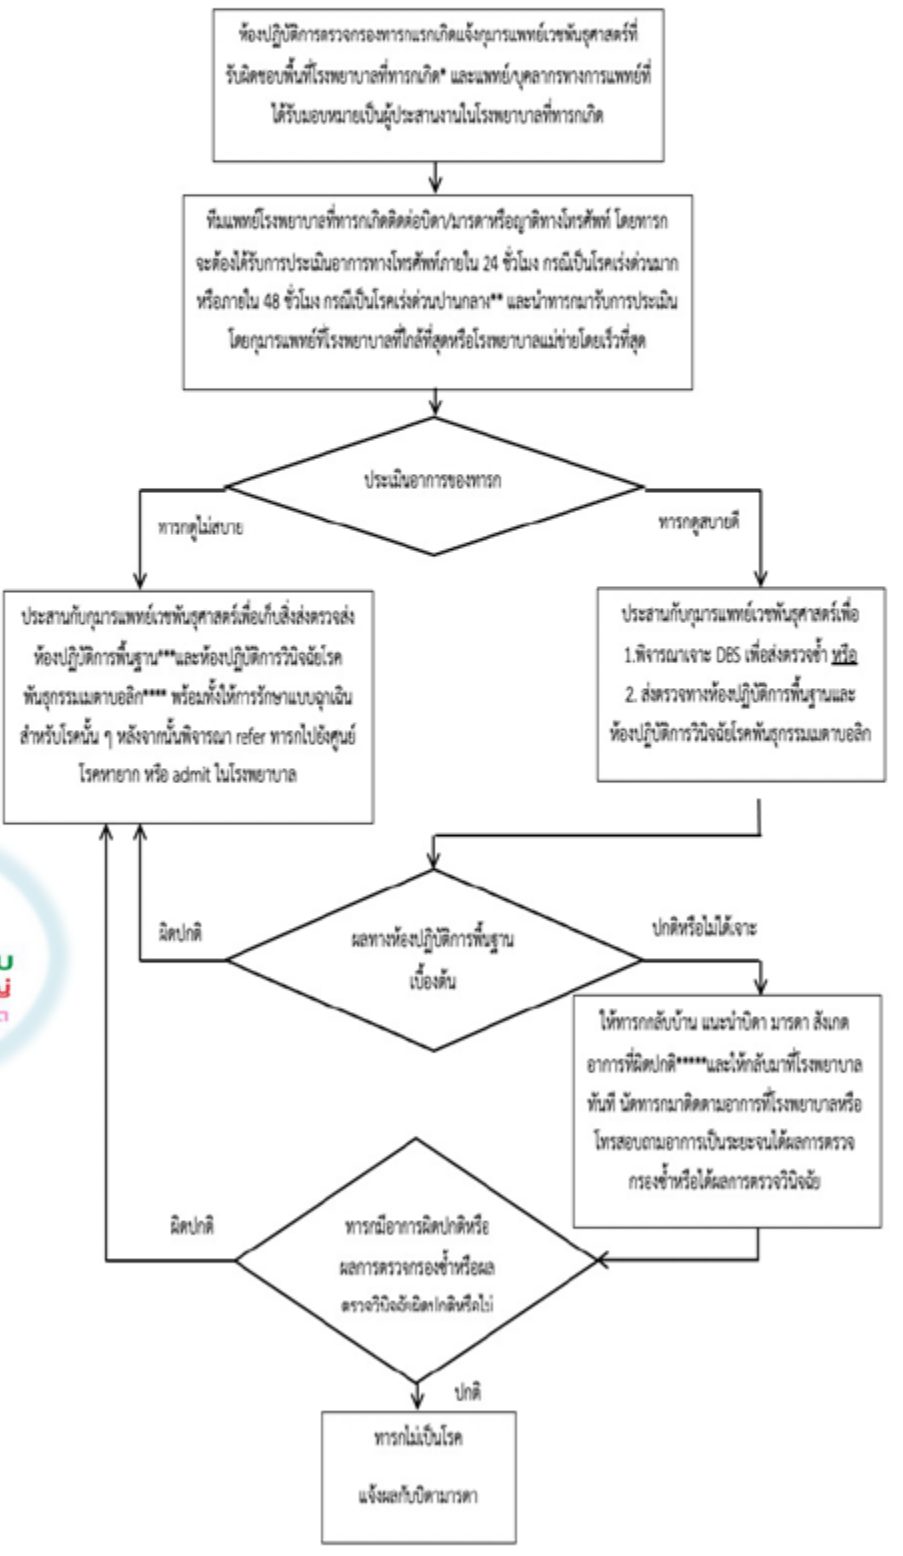 ห้องปฏิบัติการตรวจกรองทารกแรกเกิดแจ้งกุมารแพทย์เวชพันธุศาสตร์ที่
รับผิดชอบพื้นที่โรงพยาบาลที่ทารกเกิด* และแพทย์/บุคลากรทางการแพทย์ที่
ได้รับมอบหมายเป็นผู้ประสานงานในโรงพยาบาลที่ทารกเกิด
ทีมแพทย์โรงพยาบาลที่ทารกเกิดติดต่อบิดา/มารดาหรือญาติทางโทรศัพท์ โดยทารก
จะต้องได้รับการประเมินอาการทางโทรศัพท์ภายใน 24 ชั่วโมง กรณีเป็นโรคเร่งด่วนมาก
หรือภายใน 48 ชั่วโมง กรณีเป็นโรคเร่งด่วนปานกลาง** และนำทารกมารับการประเมิน
โดยกุมารแพทย์ที่โรงพยาบาลที่ใกล้ที่สุดหรือโรงพยาบาลแม่ข่ายโดยเร็วที่สุด
ประเมินอาการของทารก
ทารกดูไม่สบาย
ทารกดูสบายดี
ประสานกับกุมารแพทย์เวชพันธุศาสตร์เพื่อเก็บสิ่งส่งตรวจส่ง
ห้องปฏิบัติการพื้นฐาน***และห้องปฏิบัติการวินิจฉัยโรค
พันธุกรรมเมตาบอลิก**** พร้อมทั้งให้การรักษาแบบฉุกเฉิน
สำหรับโรคนั้น ๆ หลังจากนั้นพิจารณา refer ทารกไปยังศูนย์
โรคหายาก หรือ admit ในโรงพยาบาล
ประสานกับกุมารแพทย์เวชพันธุศาสตร์เพื่อ
1.พิจารณาเจาะ DBS เพื่อส่งตรวจซ้ำ หรือ
2. ส่งตรวจทางห้องปฏิบัติการพื้นฐานและ
ห้องปฏิบัติการวินิจฉัยโรคพันธุกรรมเมตาบอลิก
ผิดปกติ
ผลทางห้องปฏิบัติการพื้นฐาน
เบื้องต้น
ปกติหรือไม่ได้เจาะ
ให้ทารกกลับบ้าน แนะนำบิดา มารดา สังเกต
อาการที่ผิดปกติ*****และให้กลับมาที่โรงพยาบาล
ทันที นัดทารกมาติดตามอาการที่โรงพยาบาลหรือ
โทรสอบถามอาการเป็นระยะจนได้ผลการตรวจ
กรองซ้ำหรือได้ผลการตรวจวินิจฉัย
ผิดปกติ
ทารกมีอาการผิดปกติหรือ
ผลการตรวจกรองซ้ำหรือผล
ตรวจวินิจฉัยผิดปกติหรือไม่
ปกติ
ทารกไม่เป็นโรค
แจ้งผลกับบิดามารดา